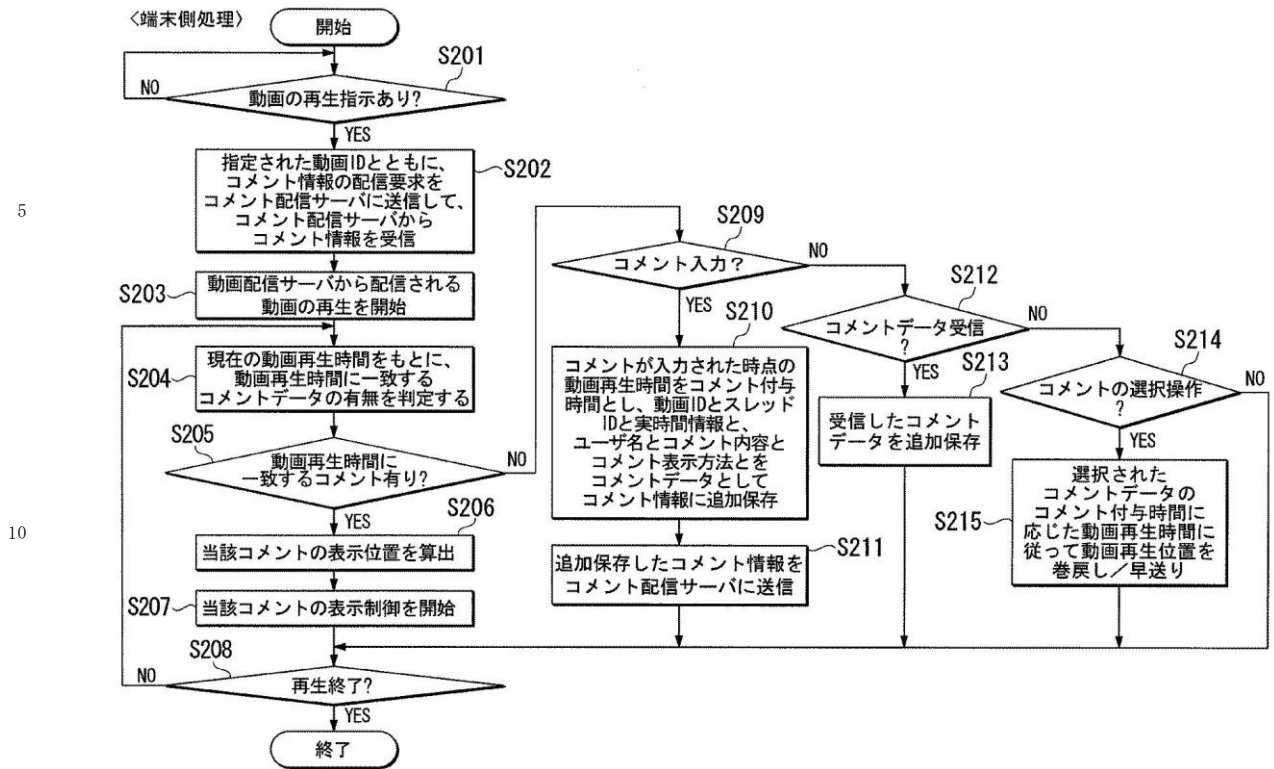 〈端末側処理〉
開始
S201
動画の再生指示あり?
NO
YES
S202
指定された動画IDとともに、
コメント情報の配信要求を
コメント配信サーバに送信して、
コメント配信サーバから
コメント情報を受信
5
S203
動画配信サーバから配信される
動画の再生を開始
S204
現在の動画再生時間をもとに、
動画再生時間に一致する
コメントデータの有無を判定する
S205
動画再生時間に
一致するコメント有り?
NO
YES
S206
当該コメントの表示位置を算出
10
S207
当該コメントの表示制御を開始
S208
再生終了?
NO
YES
終了
S209
コメント入力?
NO
YES
S210
コメントが入力された時点の
動画再生時間をコメント付与
時間とし、動画IDとスレッド
IDと実時間情報と、
ユーザ名とコメント内容と
コメント表示方法とを
コメントデータとして
コメント情報に追加保存
S211
追加保存したコメント情報を
コメント配信サーバに送信
S212
コメントデータ受信
?
NO
YES
S213
受信したコメント
データを追加保存
S214
コメントの選択操作
?
NO
YES
S215
選択された
コメントデータの
コメント付与時間に
応じた動画再生時間に
従って動画再生位置を
巻戻し/早送り